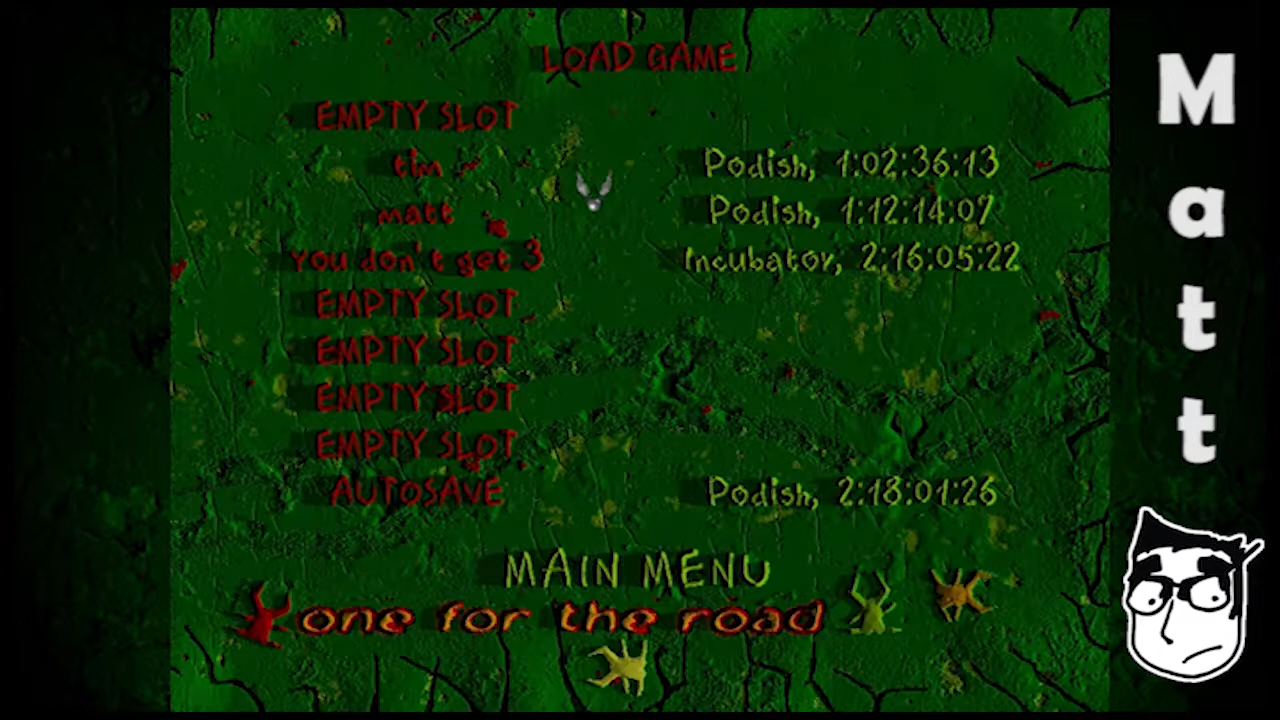 LOAD GAME
EMPTY SLOT
tim Podish, 1:02:36:13
matt Podish, 1:12:14:07
you don't get 3 Incubator, 2:16:05:22
EMPTY SLOT
EMPTY SLOT
EMPTY SLOT
EMPTY SLOT
AUTOSAVE Podish, 2:18:01:26
MAIN MENU
one for the road
Matt